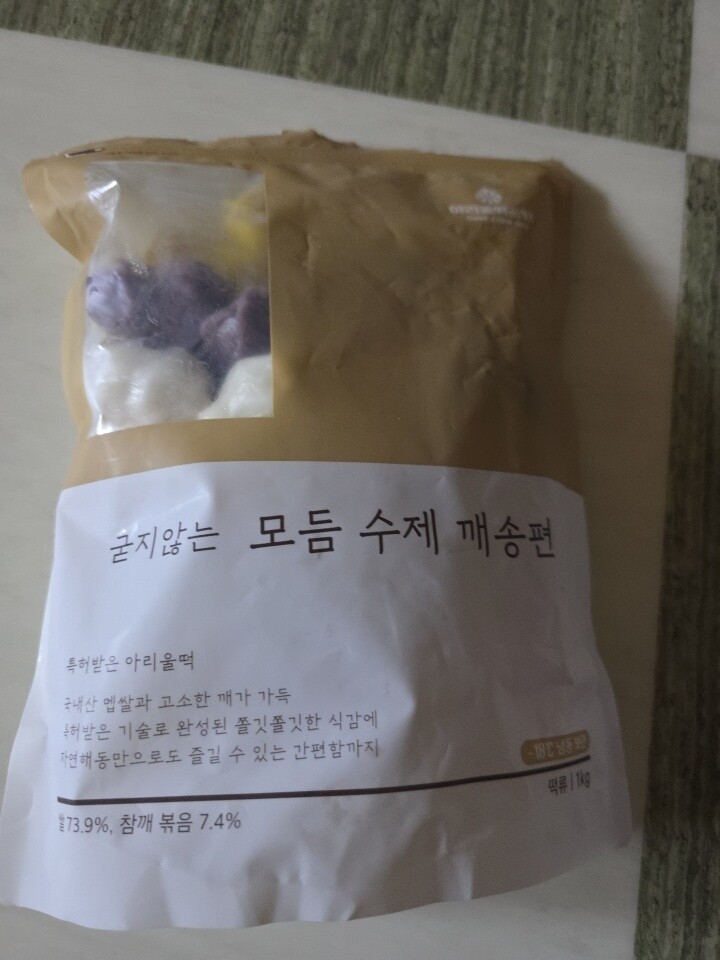 굳지않는 모듬 수제 깨송편
특허받은 아리울떡
국내산 멥쌀과 고소한 깨가 가득
특허받은 기술로 완성된 쫄깃쫄깃한 식감에
자연해동만으로도 즐길 수 있는 간편함까지
떡류 | 1kg
쌀 73.9%, 참깨 볶음 7.4%